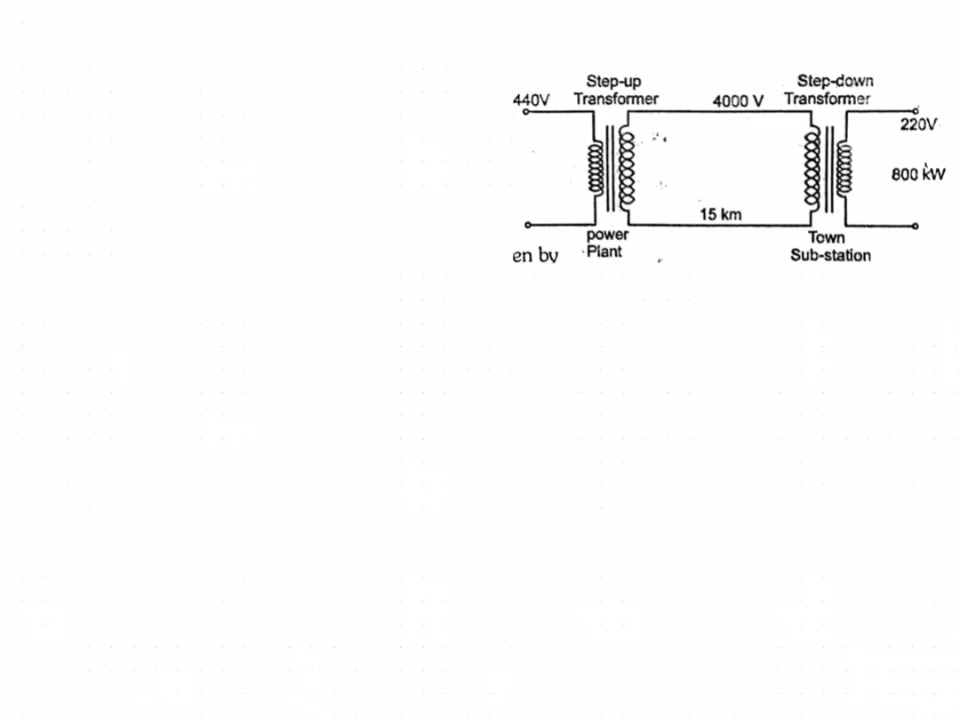 Step-up
Transformer
Step-down
Transformer
440V
4000 V
220V
800 kW
15 km
power
Plant
Town
Sub-station
en by